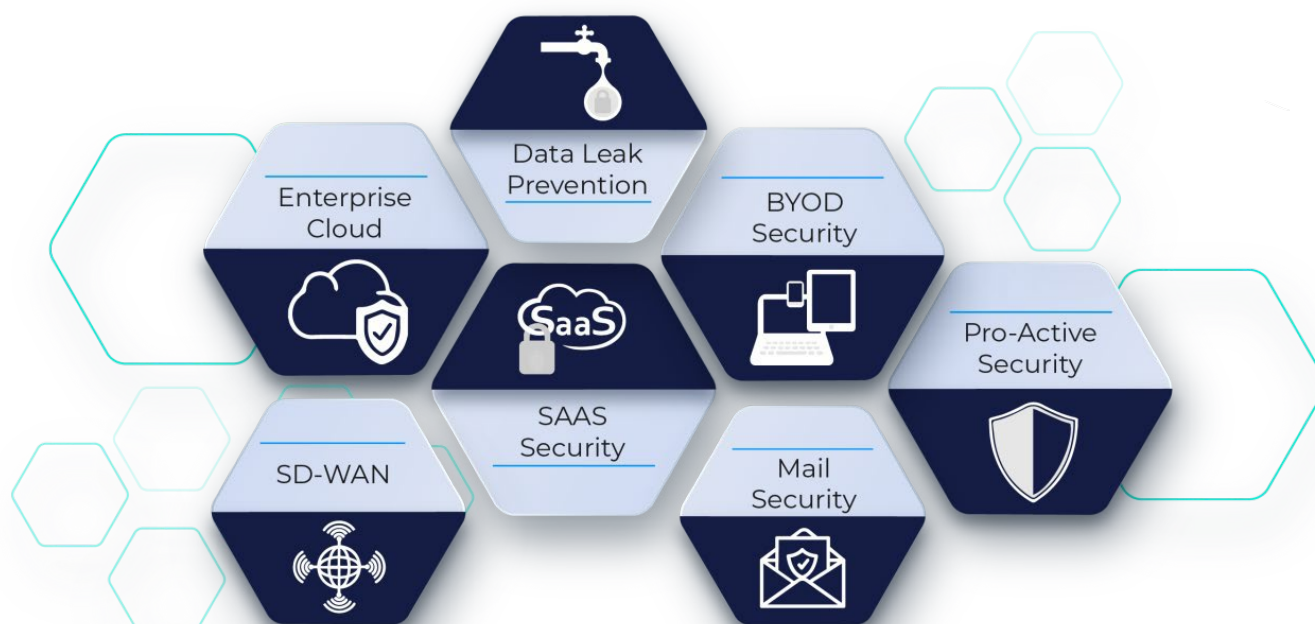 Data Leak
Prevention
Enterprise
Cloud
BYOD
Security
SaaS
SAAS
Security
Pro-Active
Security
SD-WAN
Mail
Security